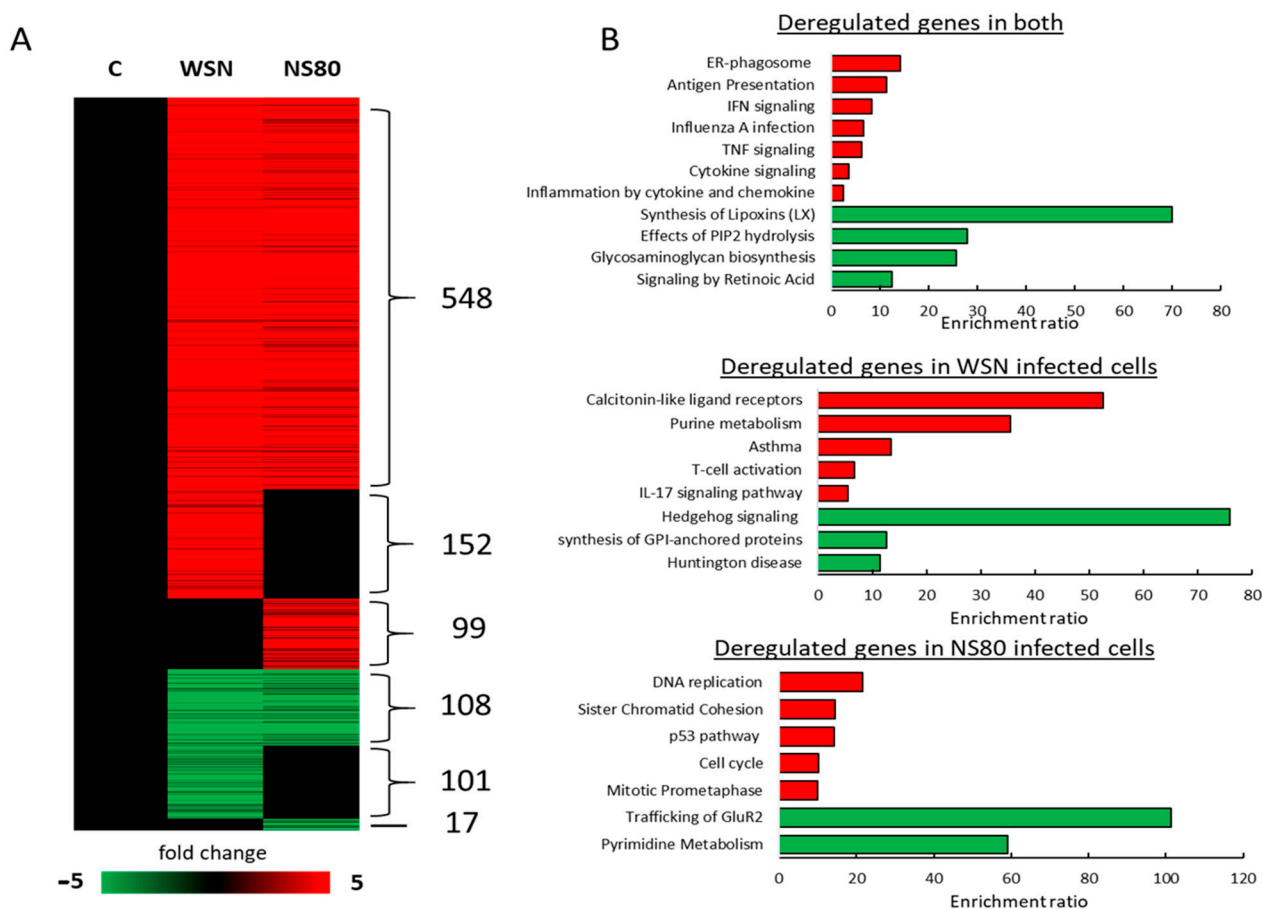 A
C WSN NS80
548
152
99
108
101
17
fold change
−5 5
B
Deregulated genes in both
ER-phagosome
Antigen Presentation
IFN signaling
Influenza A infection
TNF signaling
Cytokine signaling
Inflammation by cytokine and chemokine
Synthesis of Lipoxins (LX)
Effects of PIP2 hydrolysis
Glycosaminoglycan biosynthesis
Signaling by Retinoic Acid
0 10 20 30 40 50 60 70 80
Enrichment ratio
Deregulated genes in WSN infected cells
Calcitonin-like ligand receptors
Purine metabolism
Asthma
T-cell activation
IL-17 signaling pathway
Hedgehog signaling
synthesis of GPI-anchored proteins
Huntington disease
0 10 20 30 40 50 60 70 80
Enrichment ratio
Deregulated genes in NS80 infected cells
DNA replication
Sister Chromatid Cohesion
p53 pathway
Cell cycle
Mitotic Prometaphase
Trafficking of GluR2
Pyrimidine Metabolism
0 20 40 60 80 100 120
Enrichment ratio